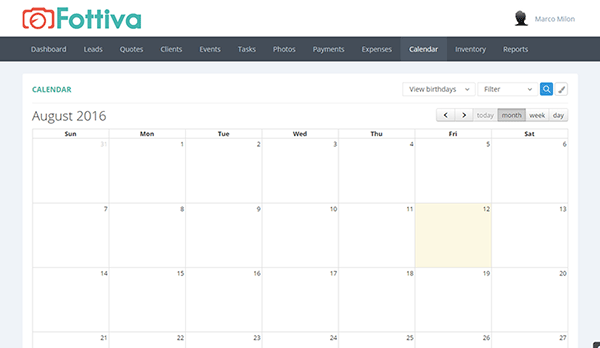 Fottiva
Marco Milon
Dashboard Leads Quotes Clients Events Tasks Photos Payments Expenses Calendar Inventory Reports
CALENDAR View birthdays Filter
August 2016 today month week day
Sun Mon Tue Wed Thu Fri Sat
31 1 2 3 4 5 6
7 8 9 10 11 12 13
14 15 16 17 18 19 20
21 22 23 24 25 26 27